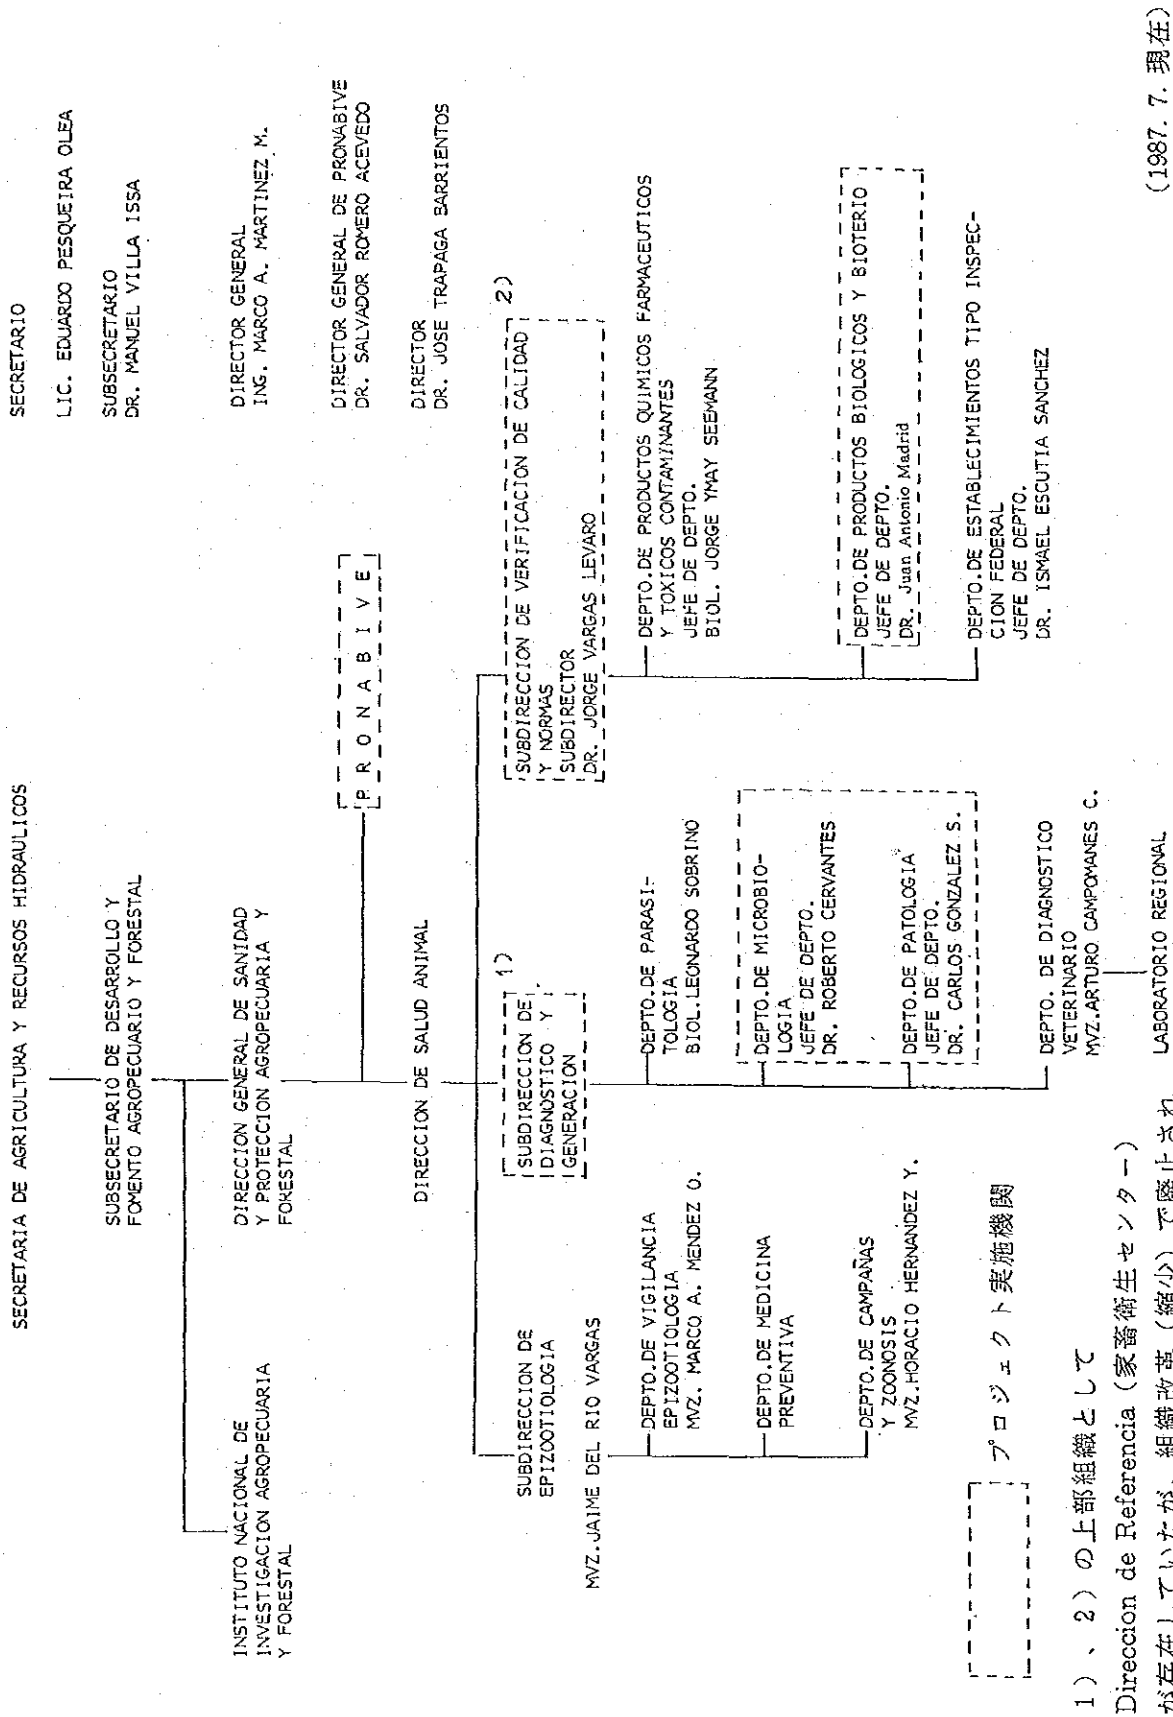 SECRETARIA DE AGRICULTURA Y RECURSOS HIDRAULICOS
SECRETARIO
LIC. EDUARDO PESQUEIRA OLEA
SUBSECRETARIO DE DESARROLLO Y
FOMENTO AGROPECUARIO Y FORESTAL
SUBSECRETARIO
DR. MANUEL VILLA ISSA
INSTITUTO NACIONAL DE
INVESTIGACION AGROPECUARIA
Y FORESTAL
DIRECCION GENERAL DE SANIDAD
Y PROTECCION AGROPECUARIA Y
FORESTAL
DIRECTOR GENERAL
ING. MARCO A. MARTINEZ M.
P R O N A B I V E
DIRECTOR GENERAL DE PRONABIVE
DR. SALVADOR ROMERO ACEVEDO
DIRECCION DE SALUD ANIMAL
DIRECTOR
DR. JOSE TRAPAGA BARRIENTOS
SUBDIRECCION DE
EPIZOOTIOLOGIA
MVZ.JAIME DEL RIO VARGAS
DEPTO.DE VIGILANCIA
EPIZOOTIOLOGIA
MVZ. MARCO A. MENDEZ O.
DEPTO.DE MEDICINA
PREVENTIVA
DEPTO.DE CAMPAÑAS
Y ZOONOSIS
MVZ.HORACIO HERNANDEZ Y.
1)
SUBDIRECCION DE
DIAGNOSTICO Y
GENERACION
DEPTO.DE PARASI-
TOLOGIA
BIOL.LEONARDO SOBRINO
DEPTO.DE MICROBIO-
LOGIA
JEFE DE DEPTO.
DR. ROBERTO CERVANTES
DEPTO.DE PATOLOGIA
JEFE DE DEPTO.
DR. CARLOS GONZALEZ S.
DEPTO. DE DIAGNOSTICO
VETERINARIO
MVZ.ARTURO CAMPOMANES C.
LABORATORIO REGIONAL
2)
SUBDIRECCION DE VERIFICACION DE CALIDAD
Y NORMAS
SUBDIRECTOR
DR. JORGE VARGAS LEVARO
DEPTO.DE PRODUCTOS QUIMICOS FARMACEUTICOS
Y TOXICOS CONTAMINANTES
JEFE DE DEPTO.
BIOL. JORGE YMAY SEEMANN
DEPTO.DE PRODUCTOS BIOLOGICOS Y BIOTERIO
JEFE DE DEPTO.
DR. Juan Antonio Madrid
DEPTO.DE ESTABLECIMIENTOS TIPO INSPEC-
CION FEDERAL
JEFE DE DEPTO.
DR. ISMAEL ESCUTIA SANCHEZ
プロジェクト実施機関
1)、2)の上部組織として
Direccion de Referencia (家畜衛生センター)
が存在していたが、組織改革(縮小)で廃止され
(1987. 7. 現在)